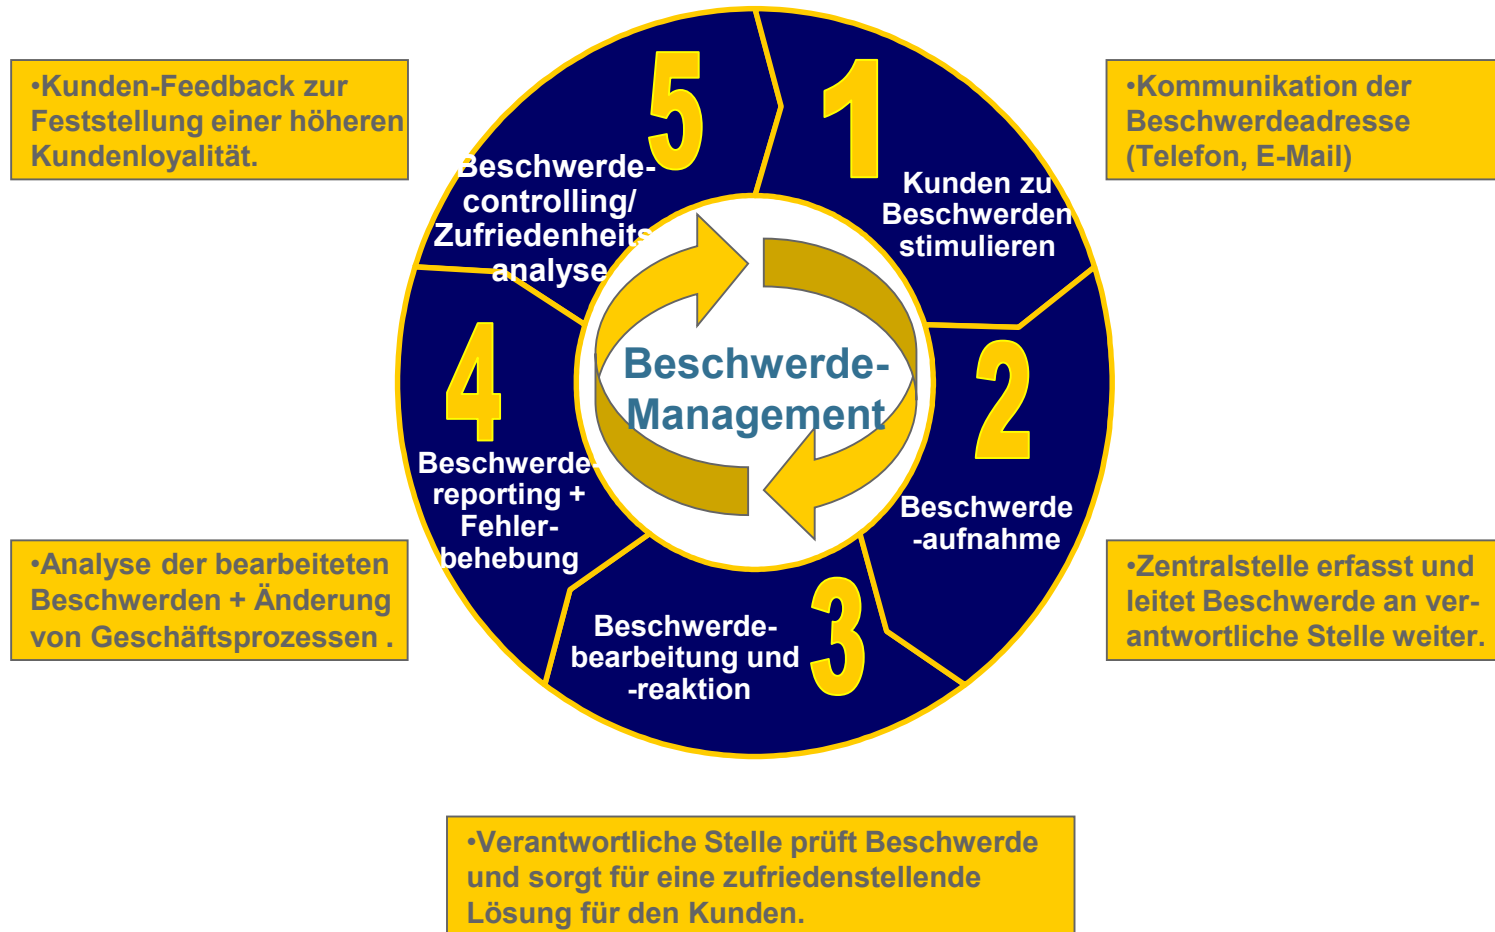 •Kunden-Feedback zur
Feststellung einer höheren
Kundenloyalität.
5
Beschwerde-
controlling/
Zufriedenheits
analyse
1
Kunden zu
Beschwerden
stimulieren
•Kommunikation der
Beschwerdeadresse
(Telefon, E-Mail)
Beschwerde-
Management
4
Beschwerde-
reporting +
Fehler-
behebung
2
Beschwerde
-aufnahme
•Analyse der bearbeiteten
Beschwerden + Änderung
von Geschäftsprozessen .
3
Beschwerde-
bearbeitung und
-reaktion
•Zentralstelle erfasst und
leitet Beschwerde an ver-
antwortliche Stelle weiter.
•Verantwortliche Stelle prüft Beschwerde
und sorgt für eine zufriedenstellende
Lösung für den Kunden.